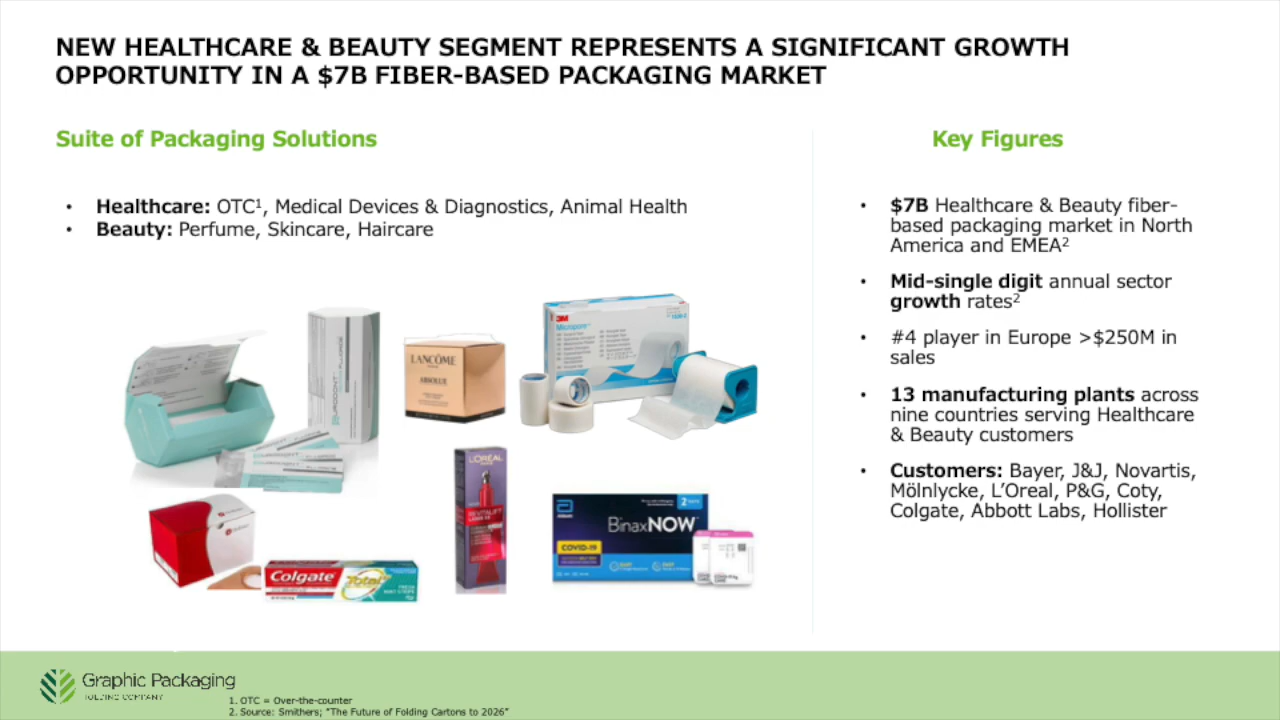 NEW HEALTHCARE & BEAUTY SEGMENT REPRESENTS A SIGNIFICANT GROWTH
OPPORTUNITY IN A $7B FIBER-BASED PACKAGING MARKET
Suite of Packaging Solutions
• Healthcare: OTC¹, Medical Devices & Diagnostics, Animal Health
• Beauty: Perfume, Skincare, Haircare
LANCÔME
ABSOLUE
3M
Micropore
L'ORÉAL
REVITALIFT
BinaxNOW
COVID-19
2
Colgate
Total
Key Figures
• $7B Healthcare & Beauty fiber-
based packaging market in North
America and EMEA²
• Mid-single digit annual sector
growth rates²
• #4 player in Europe >$250M in
sales
• 13 manufacturing plants across
nine countries serving Healthcare
& Beauty customers
• Customers: Bayer, J&J, Novartis,
Mölnlycke, L'Oreal, P&G, Coty,
Colgate, Abbott Labs, Hollister
Graphic Packaging
HOLDING COMPANY
1. OTC = Over-the-counter
2. Source: Smithers; "The Future of Folding Cartons to 2026"